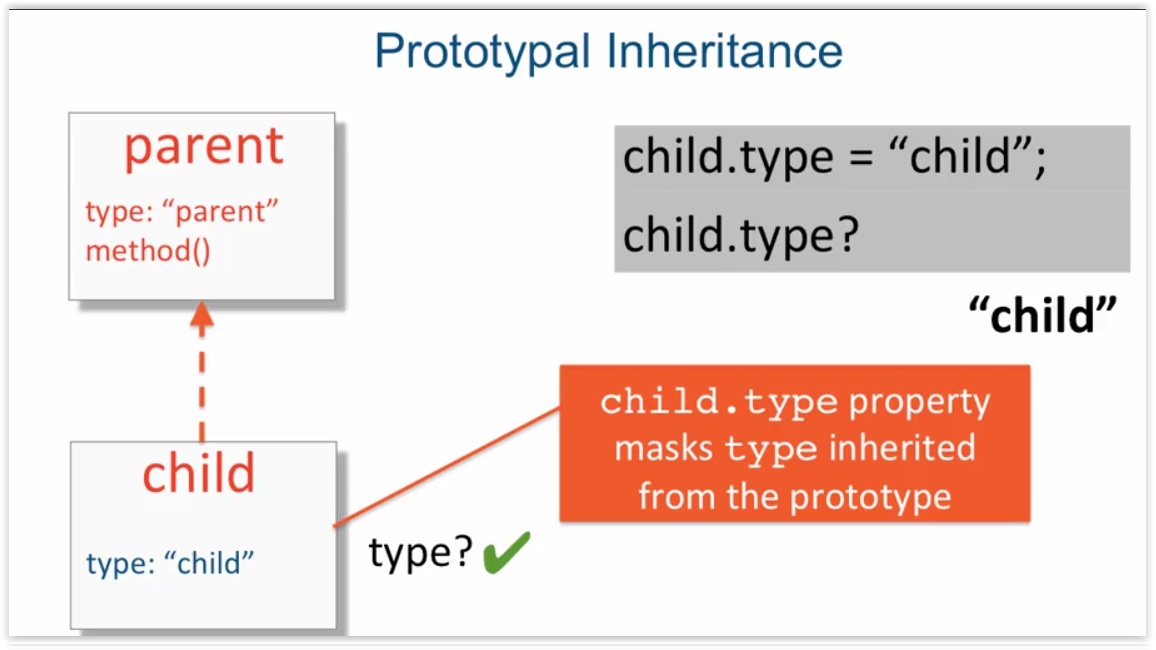 Prototypal Inheritance
parent
type: “parent”
method()
child.type = “child”;
child.type?
“child”
child.type property
masks type inherited
from the prototype
child
type: “child”
type?